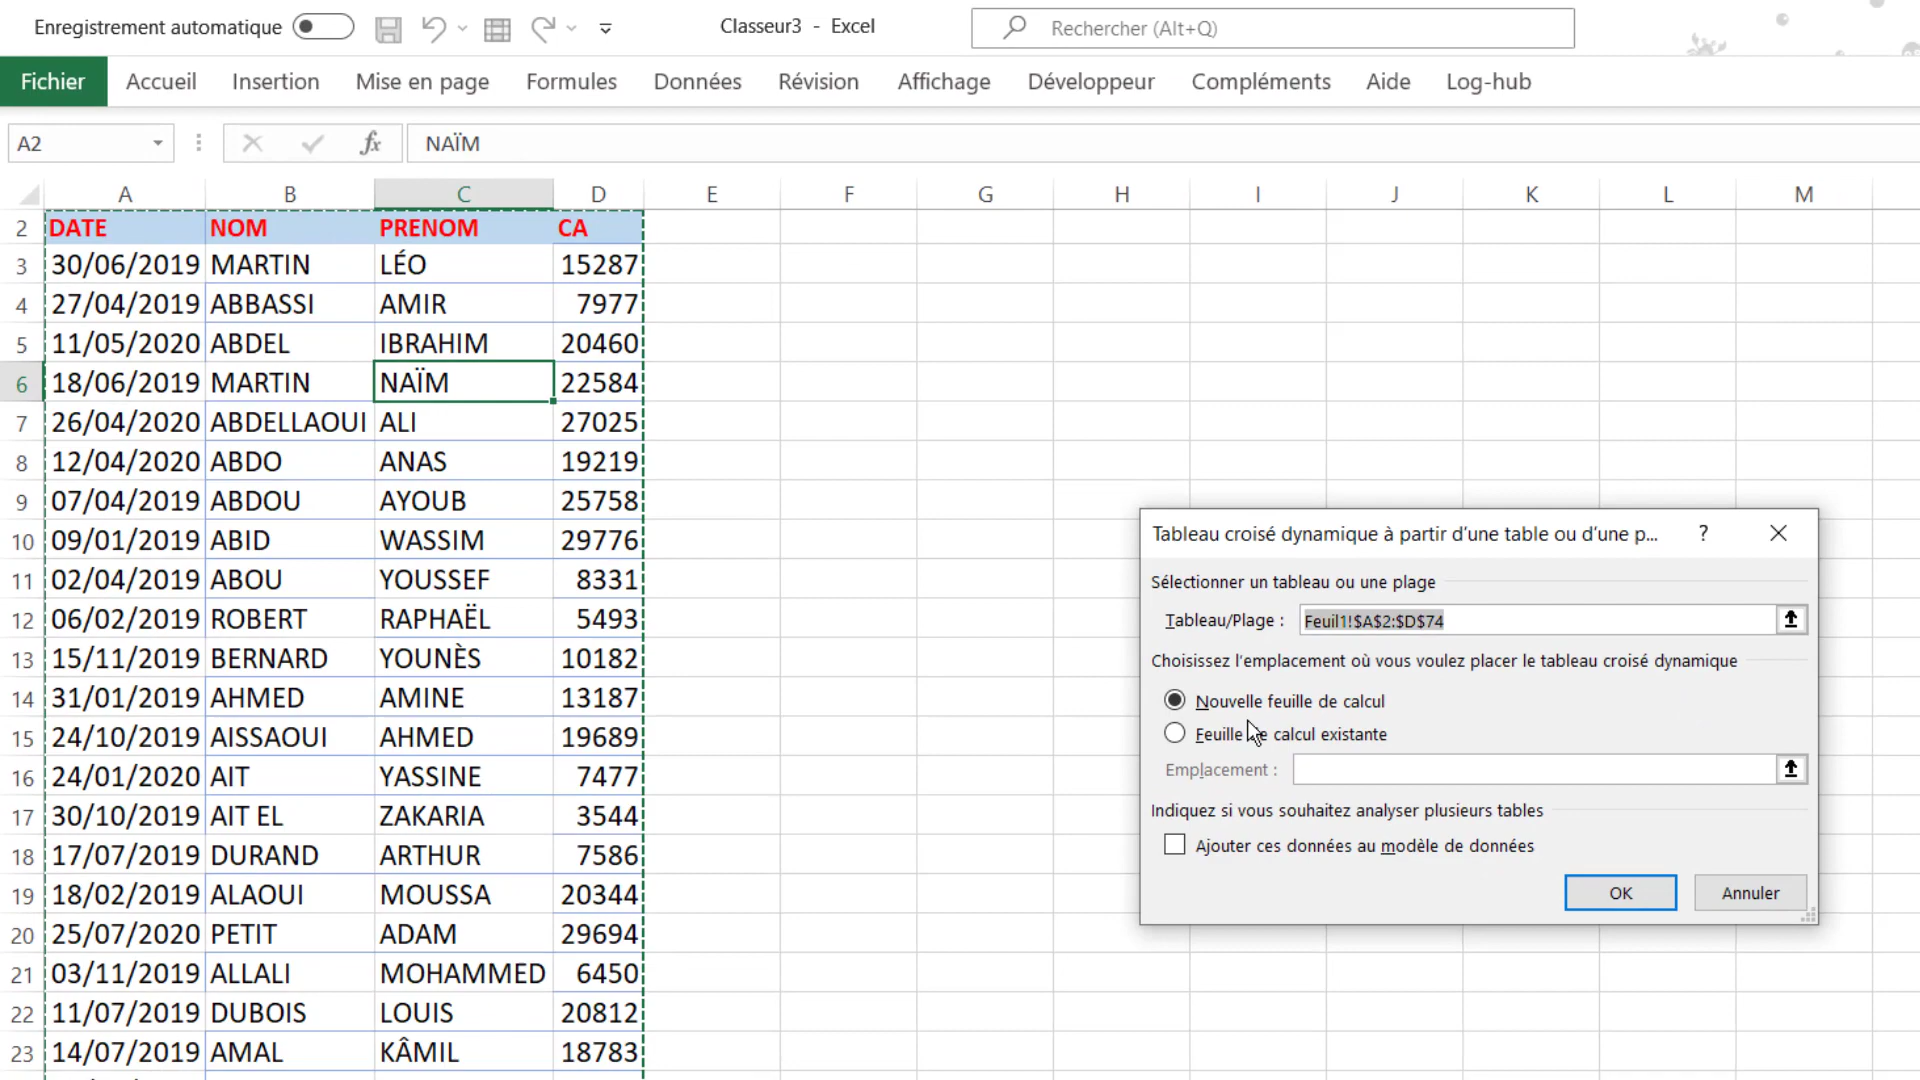 Enregistrement automatique
Classeur3 - Excel
Rechercher (Alt+Q)
Fichier Accueil Insertion Mise en page Formules Données Révision Affichage Développeur Compléments Aide Log-hub
A2 fx NAÏM
A B C D E F G H I J K L M
2 DATE NOM PRENOM CA
3 30/06/2019 MARTIN LÉO 15287
4 27/04/2019 ABBASSI AMIR 7977
5 11/05/2020 ABDEL IBRAHIM 20460
6 18/06/2019 MARTIN NAÏM 22584
7 26/04/2020 ABDELLAOUI ALI 27025
8 12/04/2020 ABDO ANAS 19219
9 07/04/2019 ABDOU AYOUB 25758
10 09/01/2019 ABID WASSIM 29776
11 02/04/2019 ABOU YOUSSEF 8331
12 06/02/2019 ROBERT RAPHAËL 5493
13 15/11/2019 BERNARD YOUNÈS 10182
14 31/01/2019 AHMED AMINE 13187
15 24/10/2019 AISSAOUI AHMED 19689
16 24/01/2020 AIT YASSINE 7477
17 30/10/2019 AIT EL ZAKARIA 3544
18 17/07/2019 DURAND ARTHUR 7586
19 18/02/2019 ALAOUI MOUSSA 20344
20 25/07/2020 PETIT ADAM 29694
21 03/11/2019 ALLALI MOHAMMED 6450
22 11/07/2019 DUBOIS LOUIS 20812
23 14/07/2019 AMAL KÂMIL 18783
Tableau croisé dynamique à partir d'une table ou d'une p... ?
Sélectionner un tableau ou une plage
Tableau/Plage : Feuil1!$A$2:$D$74
Choisissez l'emplacement où vous voulez placer le tableau croisé dynamique
Nouvelle feuille de calcul
Feuille de calcul existante
Emplacement :
Indiquez si vous souhaitez analyser plusieurs tables
Ajouter ces données au modèle de données
OK Annuler